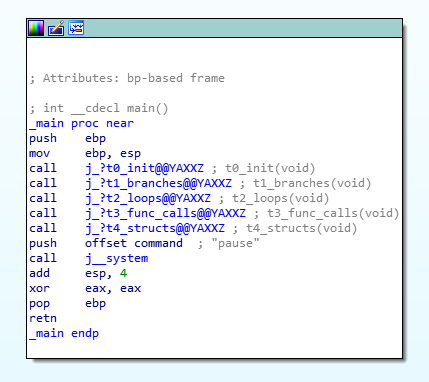 ; Attributes: bp-based frame
; int __cdecl main()
_main proc near
push    ebp
mov     ebp, esp
call    j_?t0_init@@YAXXZ ; t0_init(void)
call    j_?t1_branches@@YAXXZ ; t1_branches(void)
call    j_?t2_loops@@YAXXZ ; t2_loops(void)
call    j_?t3_func_calls@@YAXXZ ; t3_func_calls(void)
call    j_?t4_structs@@YAXXZ ; t4_structs(void)
push    offset command  ; "pause"
call    j__system
add     esp, 4
xor     eax, eax
pop     ebp
retn
_main endp